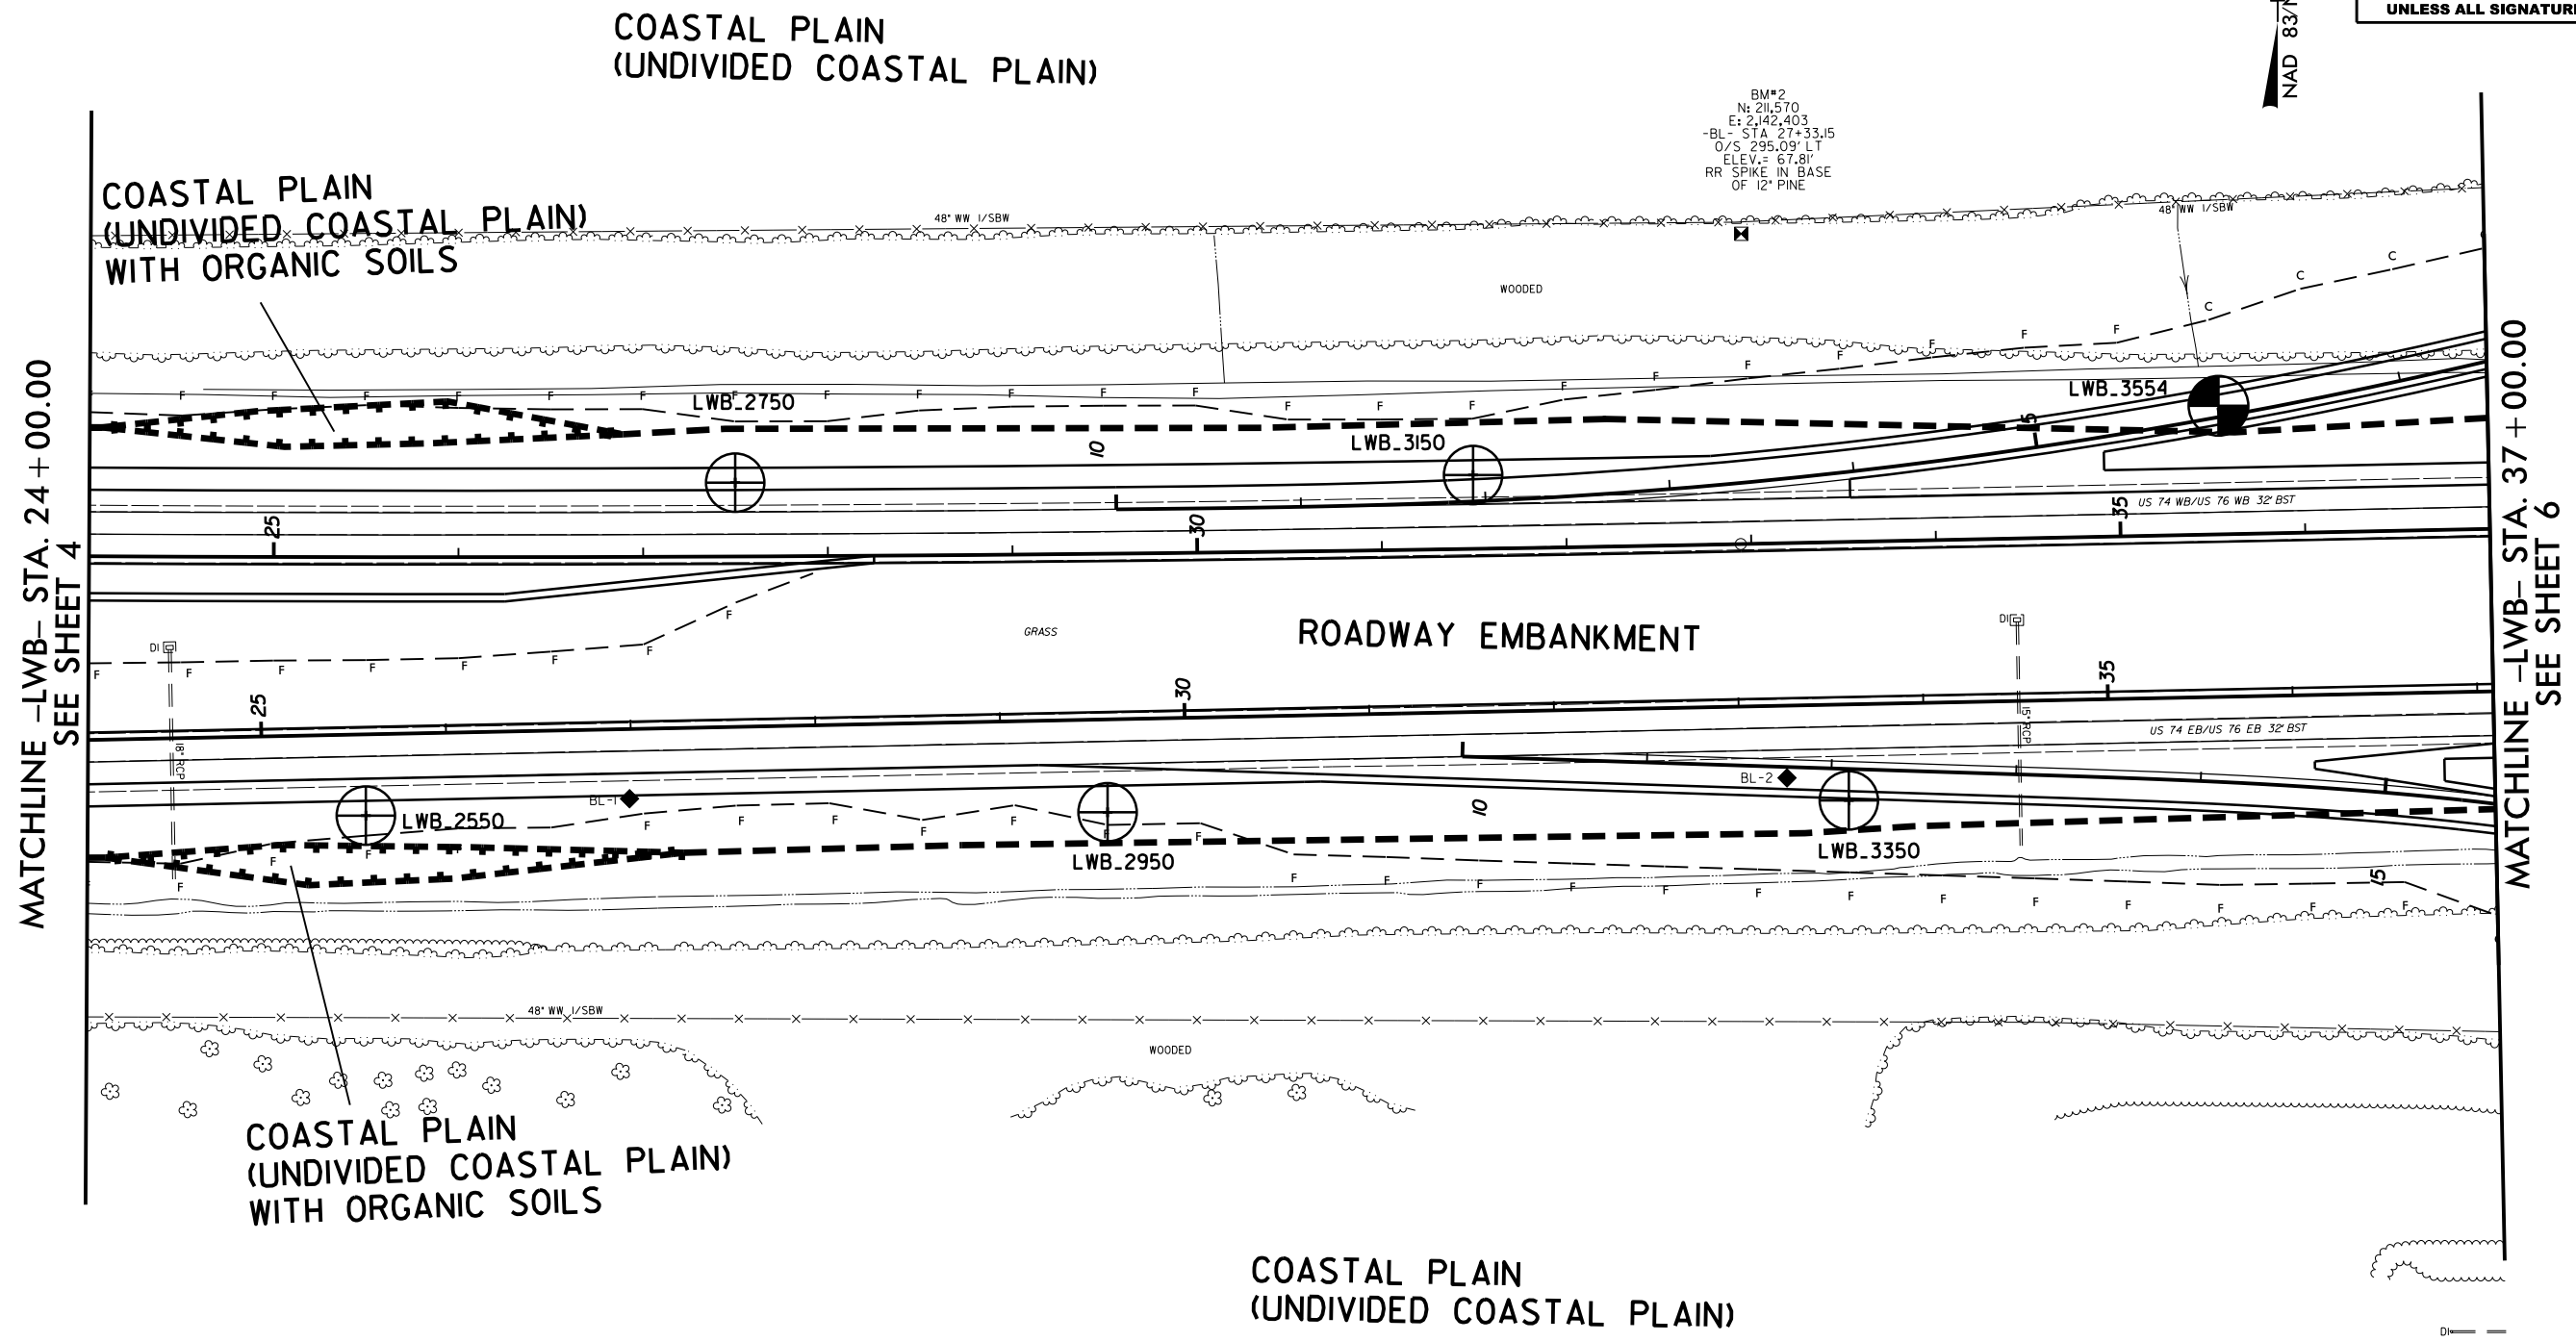 COASTAL PLAIN
(UNDIVIDED COASTAL PLAIN)
UNLESS ALL SIGNATUR
NAD 83/
BM#2
N: 211,570
E: 2,142,403
-BL- STA 27+33.15
O/S 295.09' LT
ELEV.= 67.81'
RR SPIKE IN BASE
OF 12" PINE
COASTAL PLAIN
(UNDIVIDED COASTAL PLAIN)
WITH ORGANIC SOILS
48" WW 1/SBW
48" WW 1/SBW
WOODED
C C C
F F F F F F F F F F F F F F F F F F F F F F
LWB_2750
LWB_3150
LWB_3554
10
15
25
30
35
US 74 WB/US 76 WB 32' BST
MATCHLINE -LWB- STA. 24+00.00
SEE SHEET 4
MATCHLINE -LWB- STA. 37+00.00
SEE SHEET 6
GRASS
ROADWAY EMBANKMENT
DI
DI
F F F F F F F F
25
30
35
18" RCP
15" RCP
US 74 EB/US 76 EB 32' BST
BL-1
BL-2
LWB_2550
LWB_2950
LWB_3350
10
15
F F F F F F F F F F F F F F F F F F F F F F F
48" WW 1/SBW
WOODED
COASTAL PLAIN
(UNDIVIDED COASTAL PLAIN)
WITH ORGANIC SOILS
COASTAL PLAIN
(UNDIVIDED COASTAL PLAIN)
DI